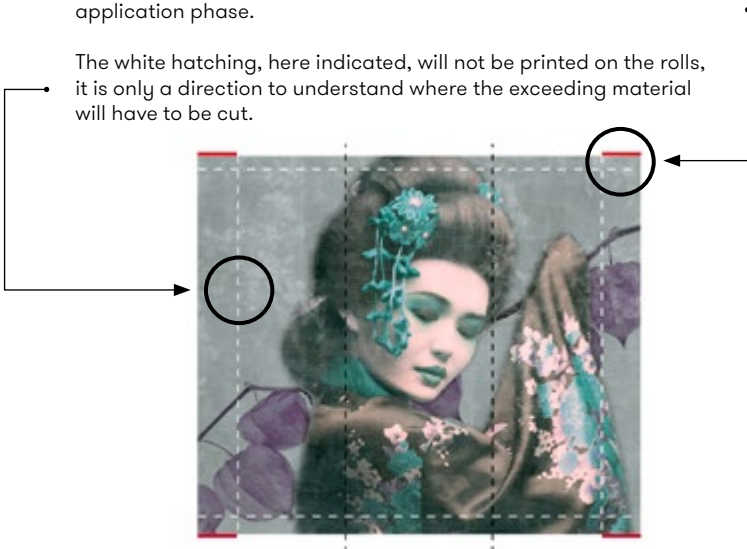 application phase.
The white hatching, here indicated, will not be printed on the rolls,
it is only a direction to understand where the exceeding material
will have to be cut.